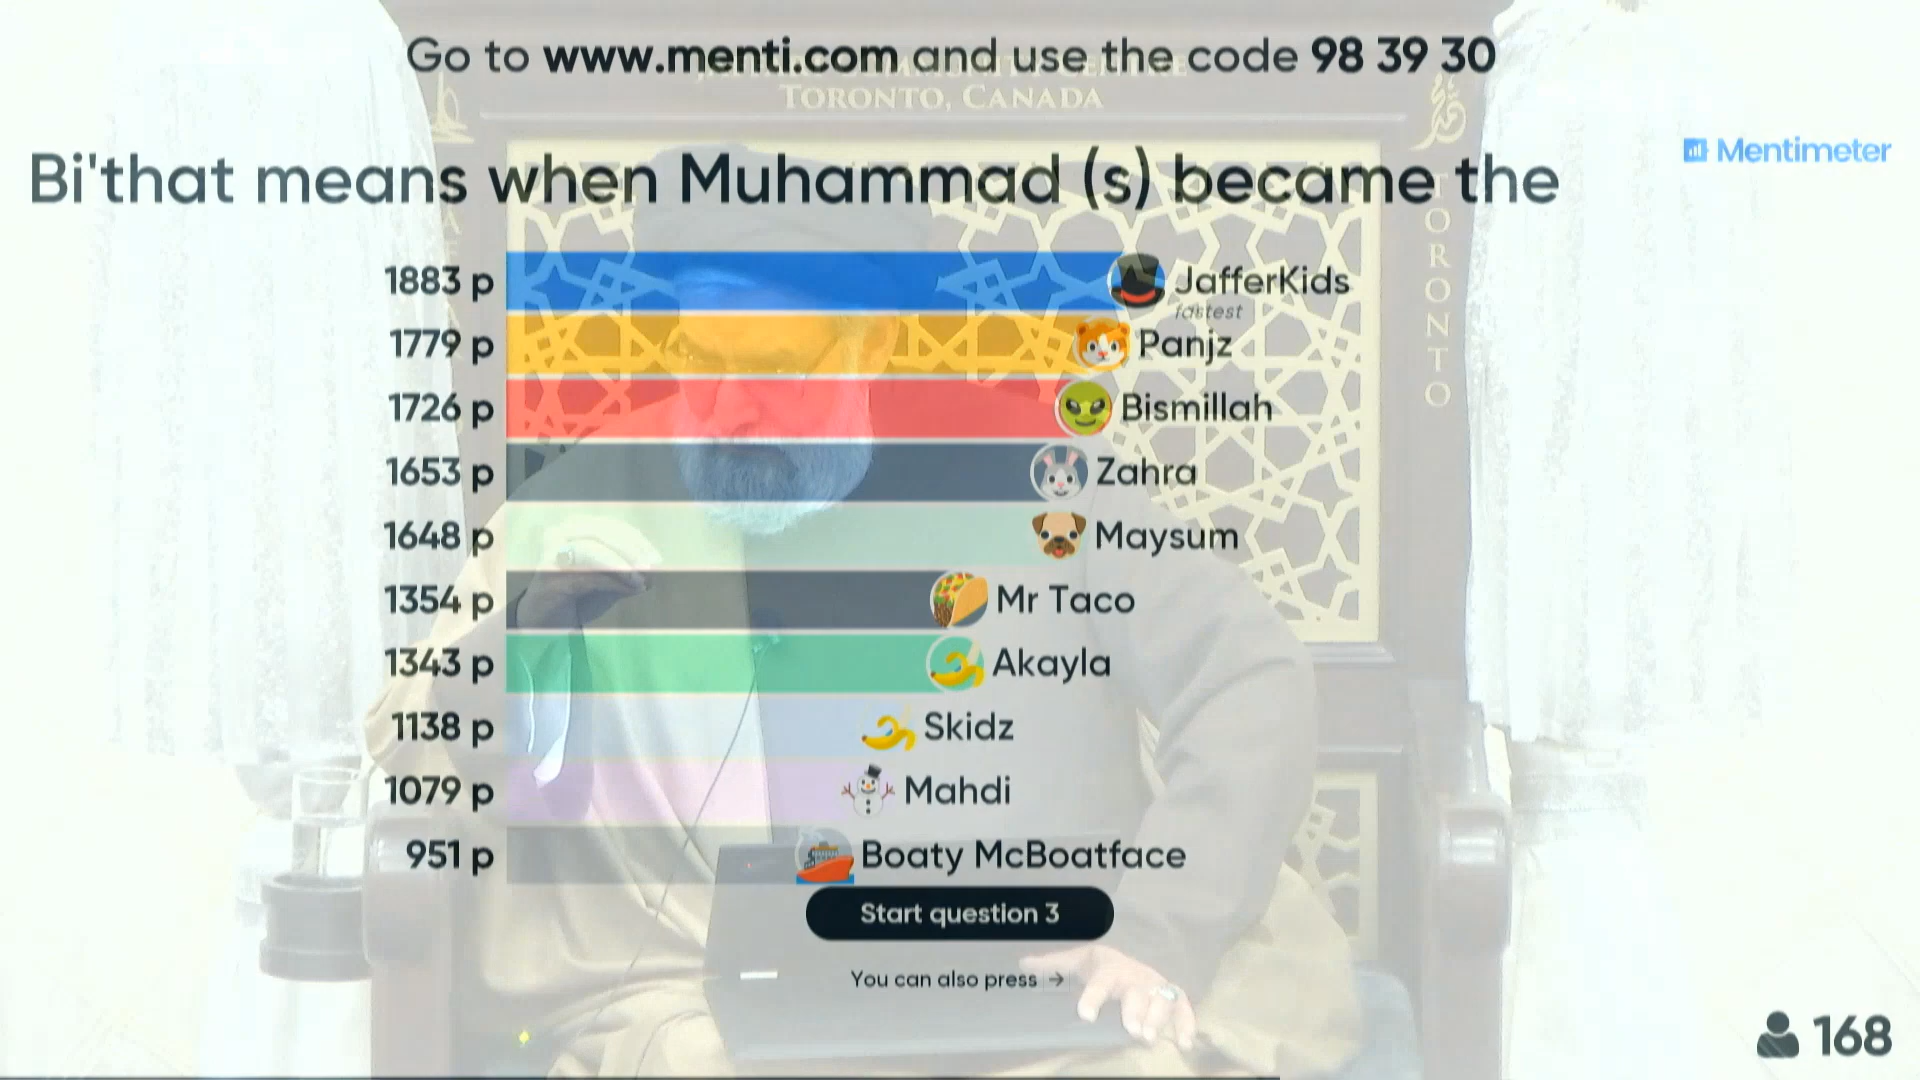 Go to www.menti.com and use the code 98 39 30
TORONTO, CANADA
Mentimeter
Bi'that means when Muhammad (s) became the
TORONTO
1883 p JafferKids
fastest
1779 p Panjz
1726 p Bismillah
1653 p Zahra
1648 p Maysum
1354 p Mr Taco
1343 p Akayla
1138 p Skidz
1079 p Mahdi
951 p Boaty McBoatface
Start question 3
You can also press →
168